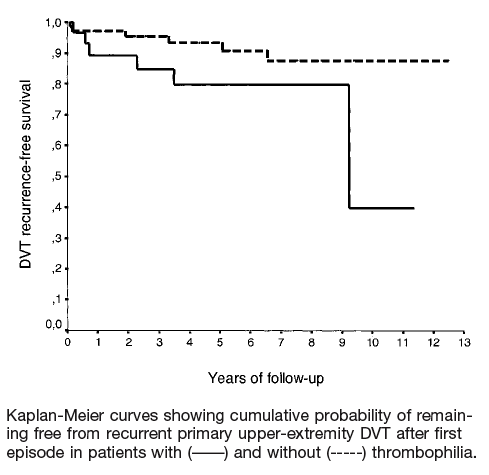 1,0
,9
,8
,7
,6
,5
,4
,3
,2
,1
0,0
DVT recurrence-free survival
0 1 2 3 4 5 6 7 8 9 10 11 12 13
Years of follow-up
Kaplan-Meier curves showing cumulative probability of remain-
ing free from recurrent primary upper-extremity DVT after first
episode in patients with (——) and without (-----) thrombophilia.